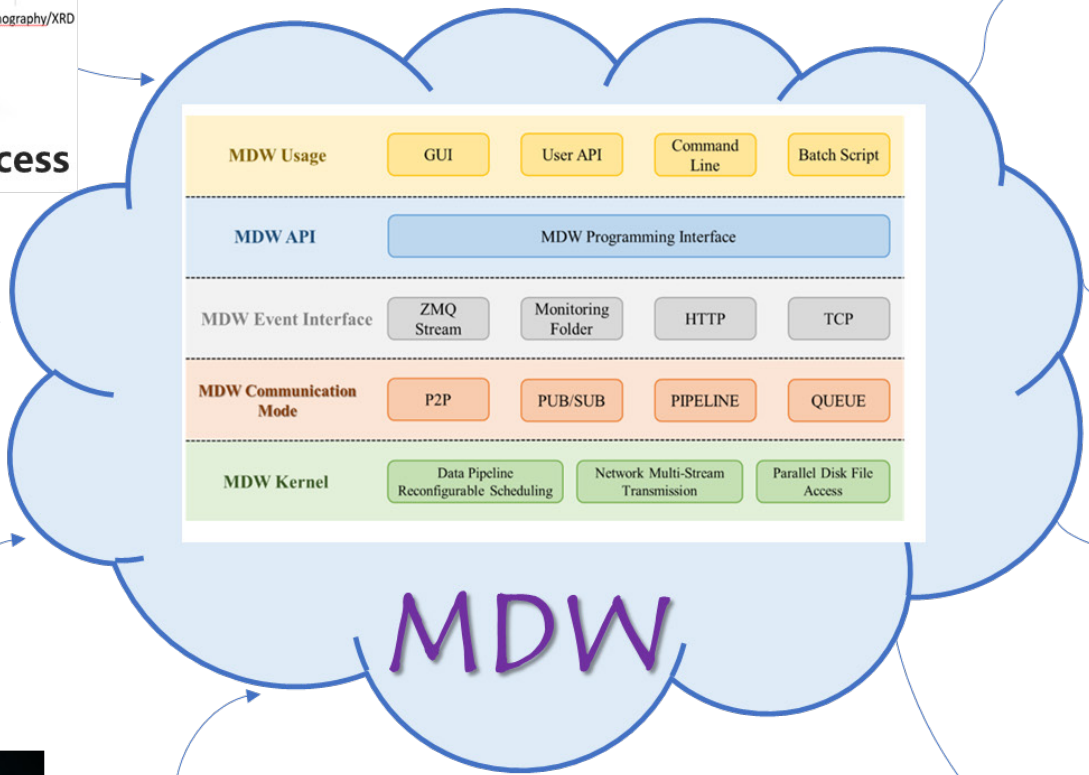 ography/XRD
cess
MDW Usage
GUI
User API
Command
Line
Batch Script
MDW API
MDW Programming Interface
MDW Event Interface
ZMQ
Stream
Monitoring
Folder
HTTP
TCP
MDW Communication
Mode
P2P
PUB/SUB
PIPELINE
QUEUE
MDW Kernel
Data Pipeline
Reconfigurable Scheduling
Network Multi-Stream
Transmission
Parallel Disk File
Access
MDW